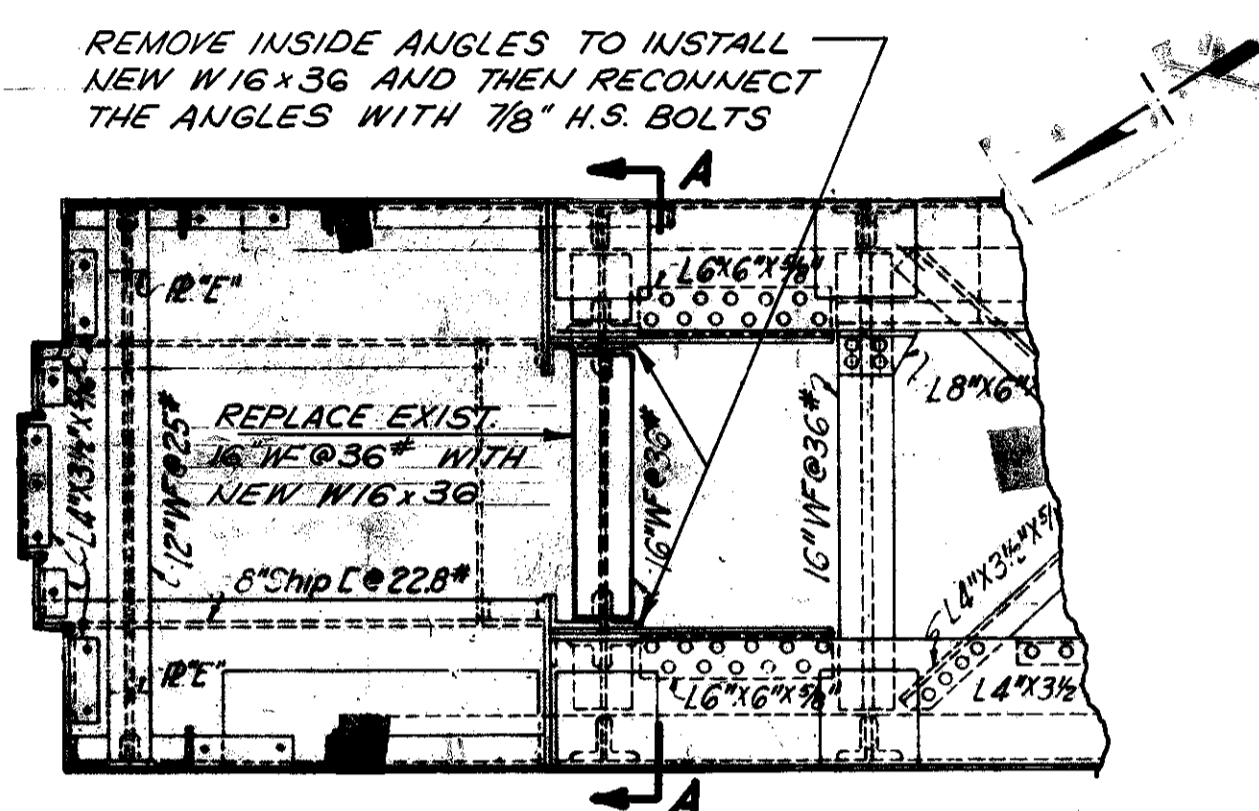 REMOVE INSIDE ANGLES TO INSTALL
NEW W16x36 AND THEN RECONNECT
THE ANGLES WITH 7/8" H.S. BOLTS
A
L6"X6"X5/8"
PL "E"
L8"X6"
L4"X3½"X5/16"
12"WF@25#
REPLACE EXIST.
16"WF@36# WITH
NEW W16x36
16"WF@36#
16"WF@36#
8"Ship [@22.8#
L4"X3½"X5/1
PL "E"
L6"X6"X5/8"
L4"X3½
A